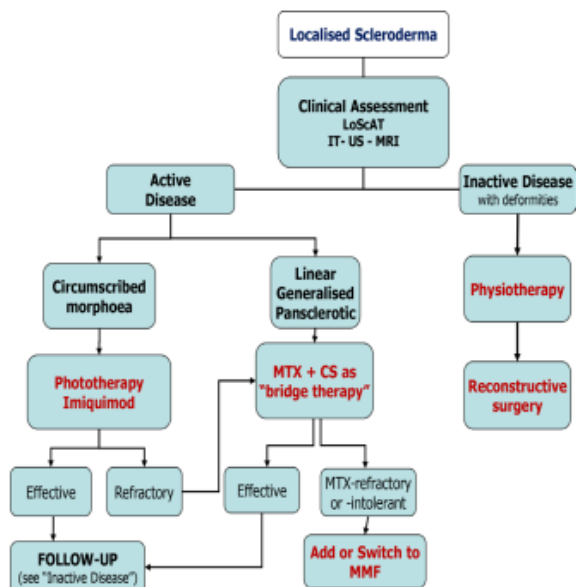 Localised Scleroderma
Clinical Assessment
LoScAT
IT- US - MRI
Active
Disease
Inactive Disease
with deformities
Circumscribed
morphoea
Linear
Generalised
Pansclerotic
Physiotherapy
Phototherapy
Imiquimod
MTX + CS as
"bridge therapy"
Reconstructive
surgery
Effective
Refractory
Effective
MTX-refractory
or -intolerant
FOLLOW-UP
(see "Inactive Disease")
Add or Switch to
MMF